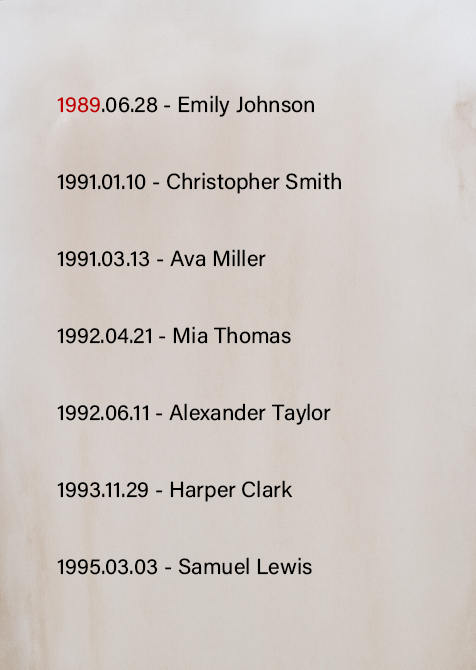 1989.06.28 - Emily Johnson
1991.01.10 - Christopher Smith
1991.03.13 - Ava Miller
1992.04.21 - Mia Thomas
1992.06.11 - Alexander Taylor
1993.11.29 - Harper Clark
1995.03.03 - Samuel Lewis